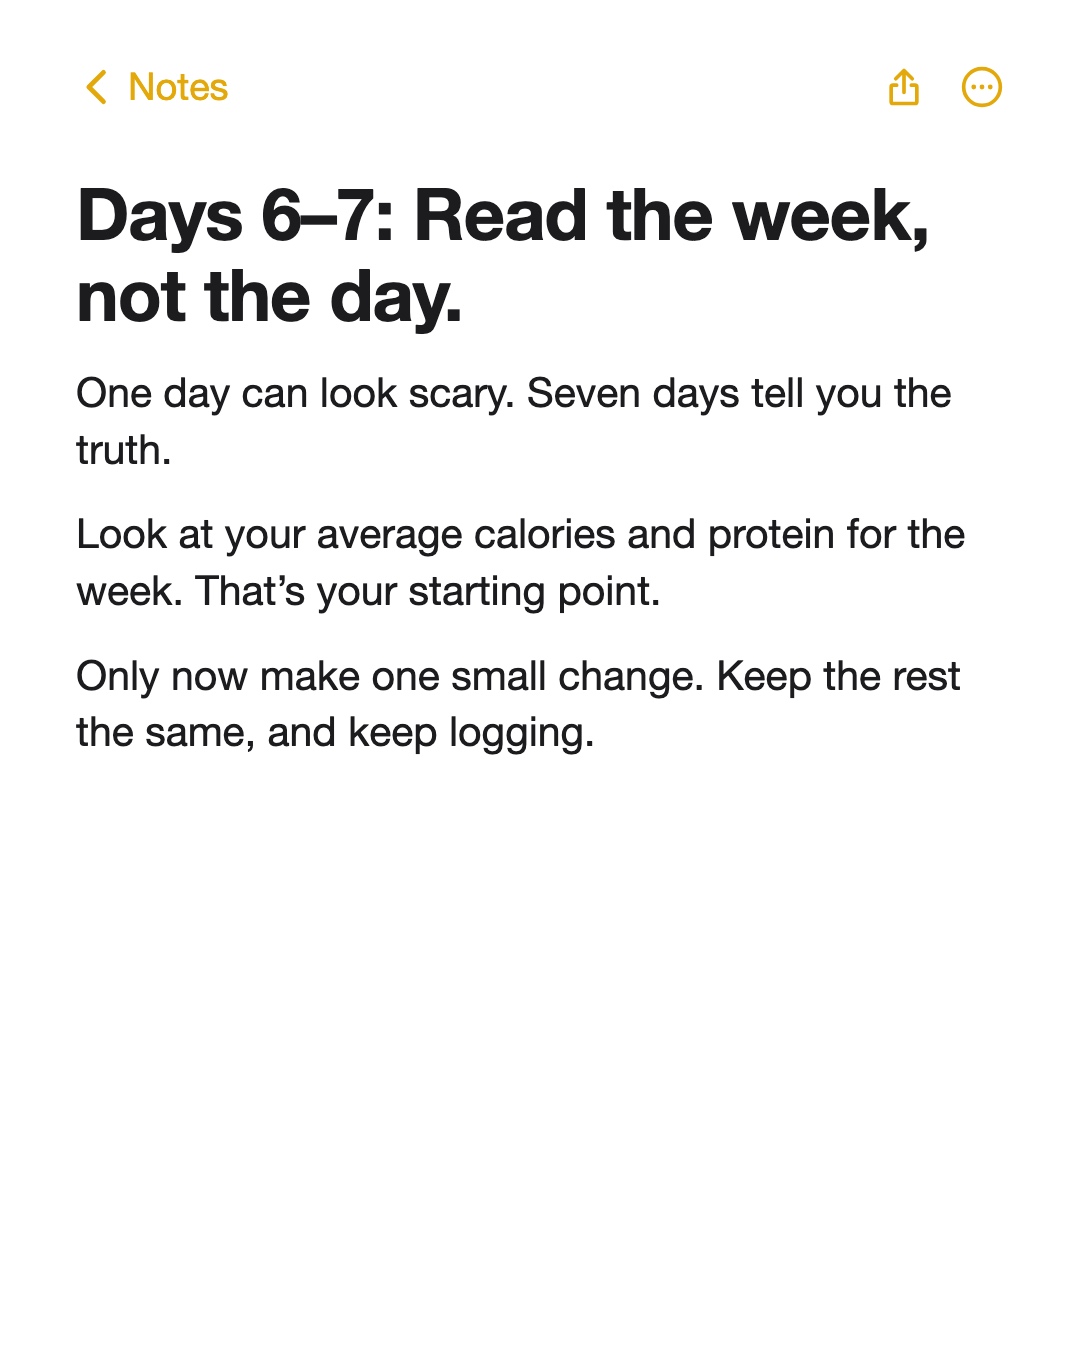 Notes
Days 6–7: Read the week,
not the day.
One day can look scary. Seven days tell you the
truth.
Look at your average calories and protein for the
week. That’s your starting point.
Only now make one small change. Keep the rest
the same, and keep logging.